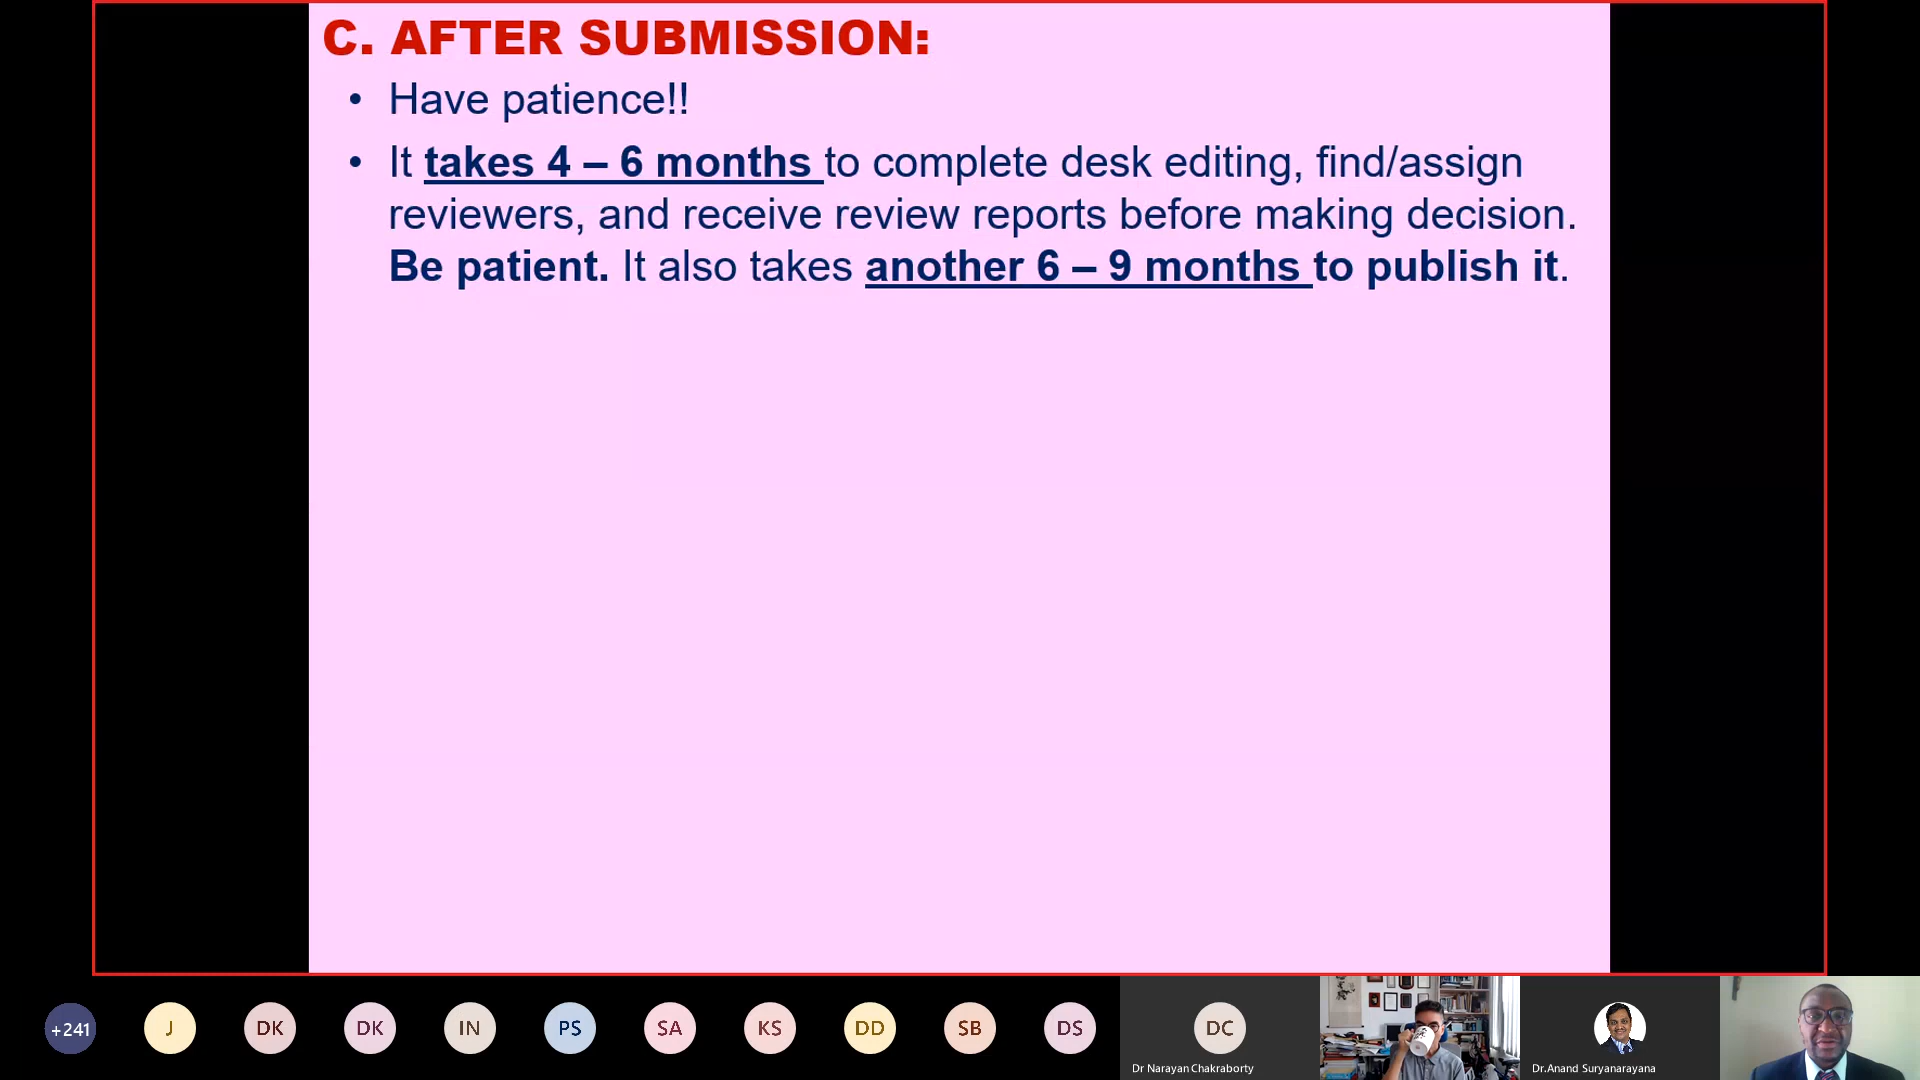 C. AFTER SUBMISSION:
• Have patience!!
• It takes 4 – 6 months to complete desk editing, find/assign
reviewers, and receive review reports before making decision.
Be patient. It also takes another 6 – 9 months to publish it.
+241
J
DK
DK
IN
PS
SA
KS
DD
SB
DS
DC
Dr Narayan Chakraborty
Dr.Anand Suryanarayana